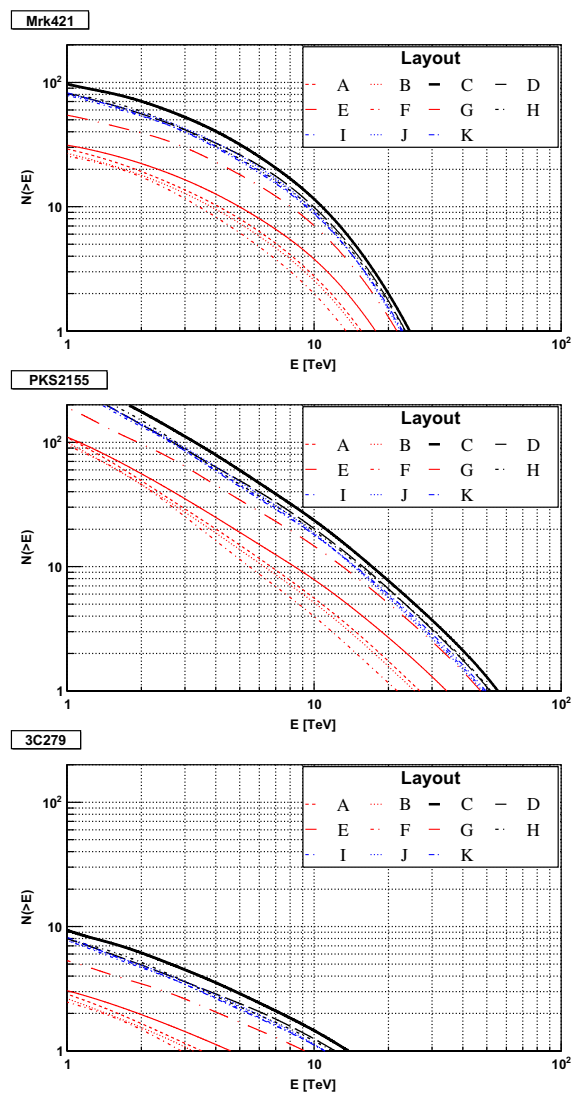 Mrk421
10²
10
1
N(>E)
Layout
A B C D
E F G H
I J K
1 10 10²
E [TeV]
PKS2155
10²
10
1
N(>E)
Layout
A B C D
E F G H
I J K
1 10 10²
E [TeV]
3C279
10²
10
1
N(>E)
Layout
A B C D
E F G H
I J K
1 10 10²
E [TeV]